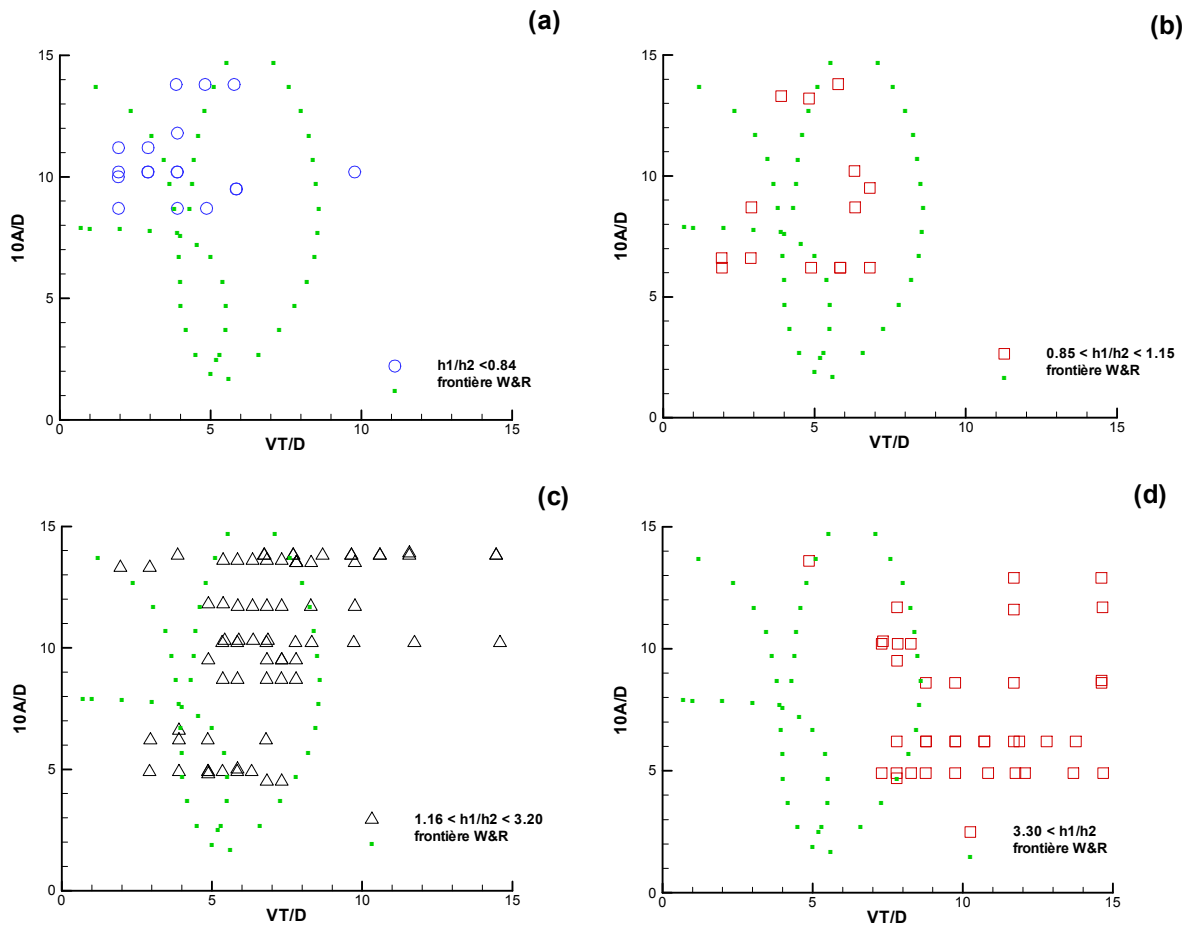 (a)
15
10
5
0
10A/D
0
5
10
15
VT/D
h1/h2 <0.84
frontière W&R
(b)
15
10
5
0
10A/D
0
5
10
15
VT/D
0.85 < h1/h2 < 1.15
frontière W&R
(c)
15
10
5
0
10A/D
0
5
10
15
VT/D
1.16 < h1/h2 < 3.20
frontière W&R
(d)
15
10
5
0
10A/D
0
5
10
15
VT/D
3.30 < h1/h2
frontière W&R